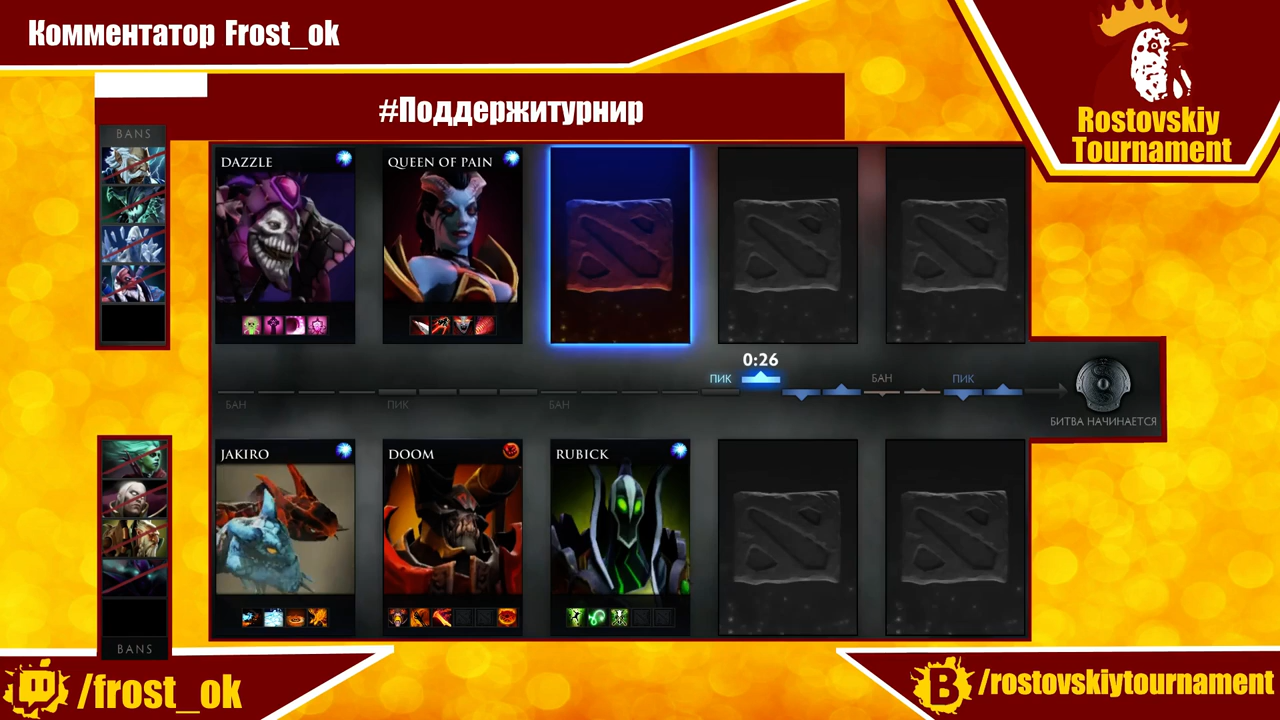 Комментатор Frost_ok
#Поддержитурнир
Rostovskiy
Tournament
BANS
DAZZLE
QUEEN OF PAIN
0:26
ПИК
БАН
ПИК
БАН
ПИК
БАН
БИТВА НАЧИНАЕТСЯ
JAKIRO
DOOM
RUBICK
BANS
/frost_ok
B /rostovskiytournament